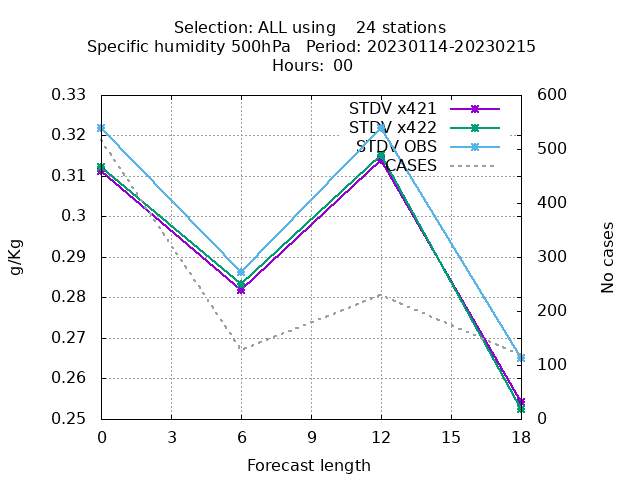 Selection: ALL using    24 stations
Specific humidity 500hPa   Period: 20230114-20230215
Hours:  00
STDV x421
STDV x422
STDV OBS
CASES
0.33
0.32
0.31
0.3
0.29
0.28
0.27
0.26
0.25
600
500
400
300
200
100
0
g/Kg
No cases
0 3 6 9 12 15 18
Forecast length